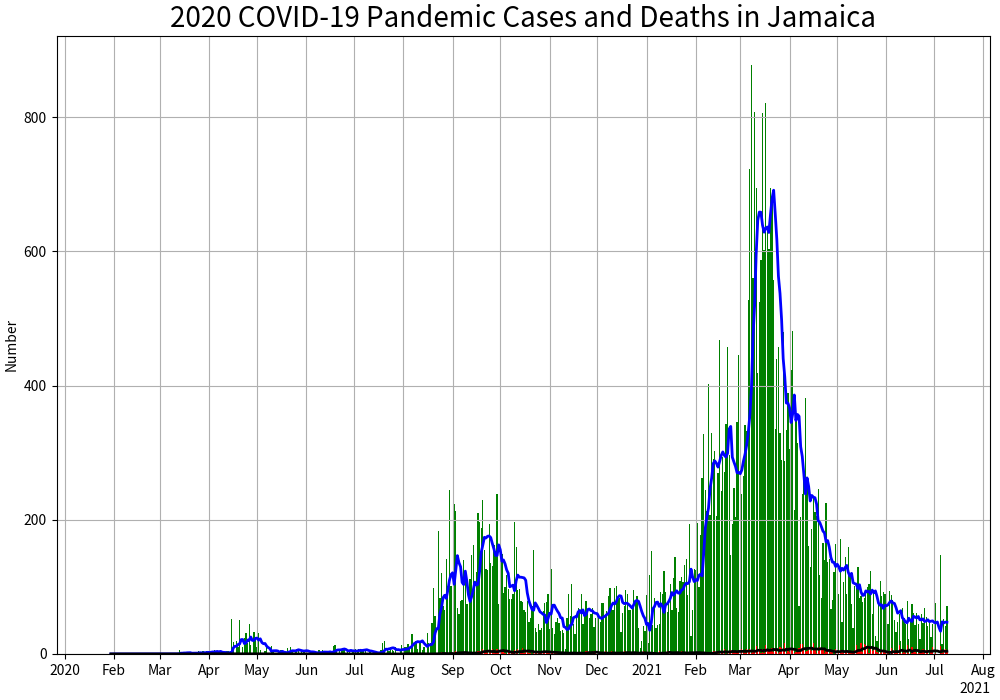 2020 COVID-19 Pandemic Cases and Deaths in Jamaica
Number
800
600
400
200
0
2020 Feb Mar Apr May Jun Jul Aug Sep Oct Nov Dec 2021 Feb Mar Apr May Jun Jul Aug
2021